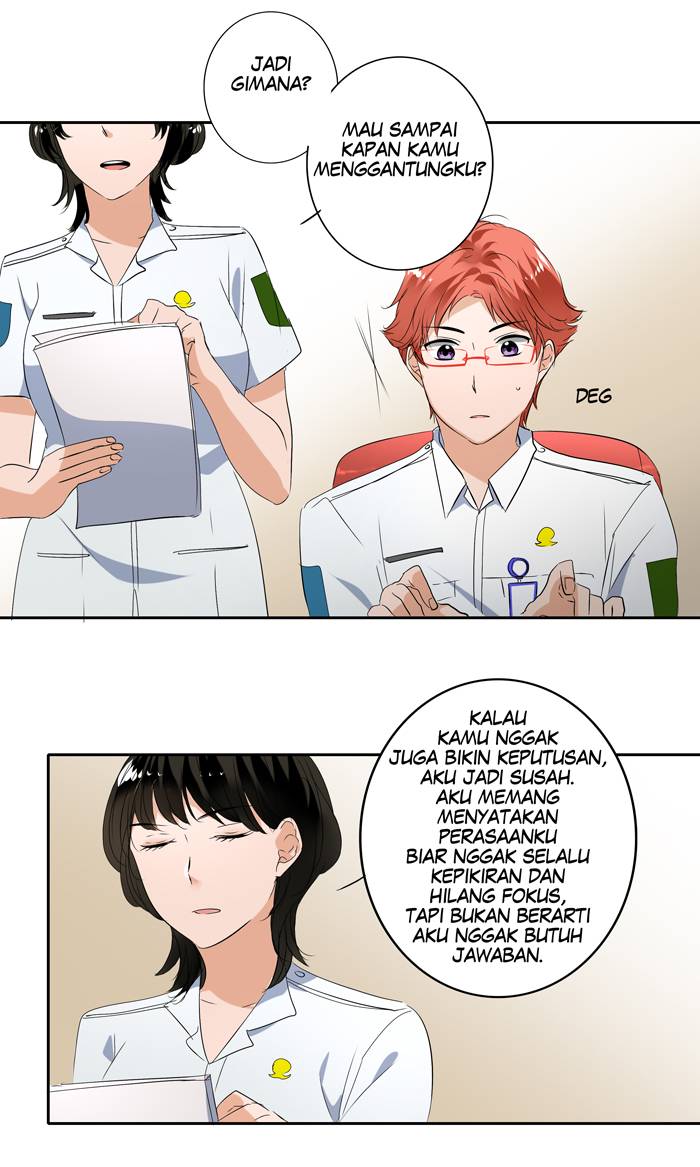 JADI
GIMANA?
MAU SAMPAI
KAPAN KAMU
MENGGANTUNGKU?
DEG
KALAU
KAMU NGGAK
JUGA BIKIN KEPUTUSAN,
AKU JADI SUSAH.
AKU MEMANG
MENYATAKAN
PERASAANKU
BIAR NGGAK SELALU
KEPIKIRAN DAN
HILANG FOKUS,
TAPI BUKAN BERARTI
AKU NGGAK BUTUH
JAWABAN.